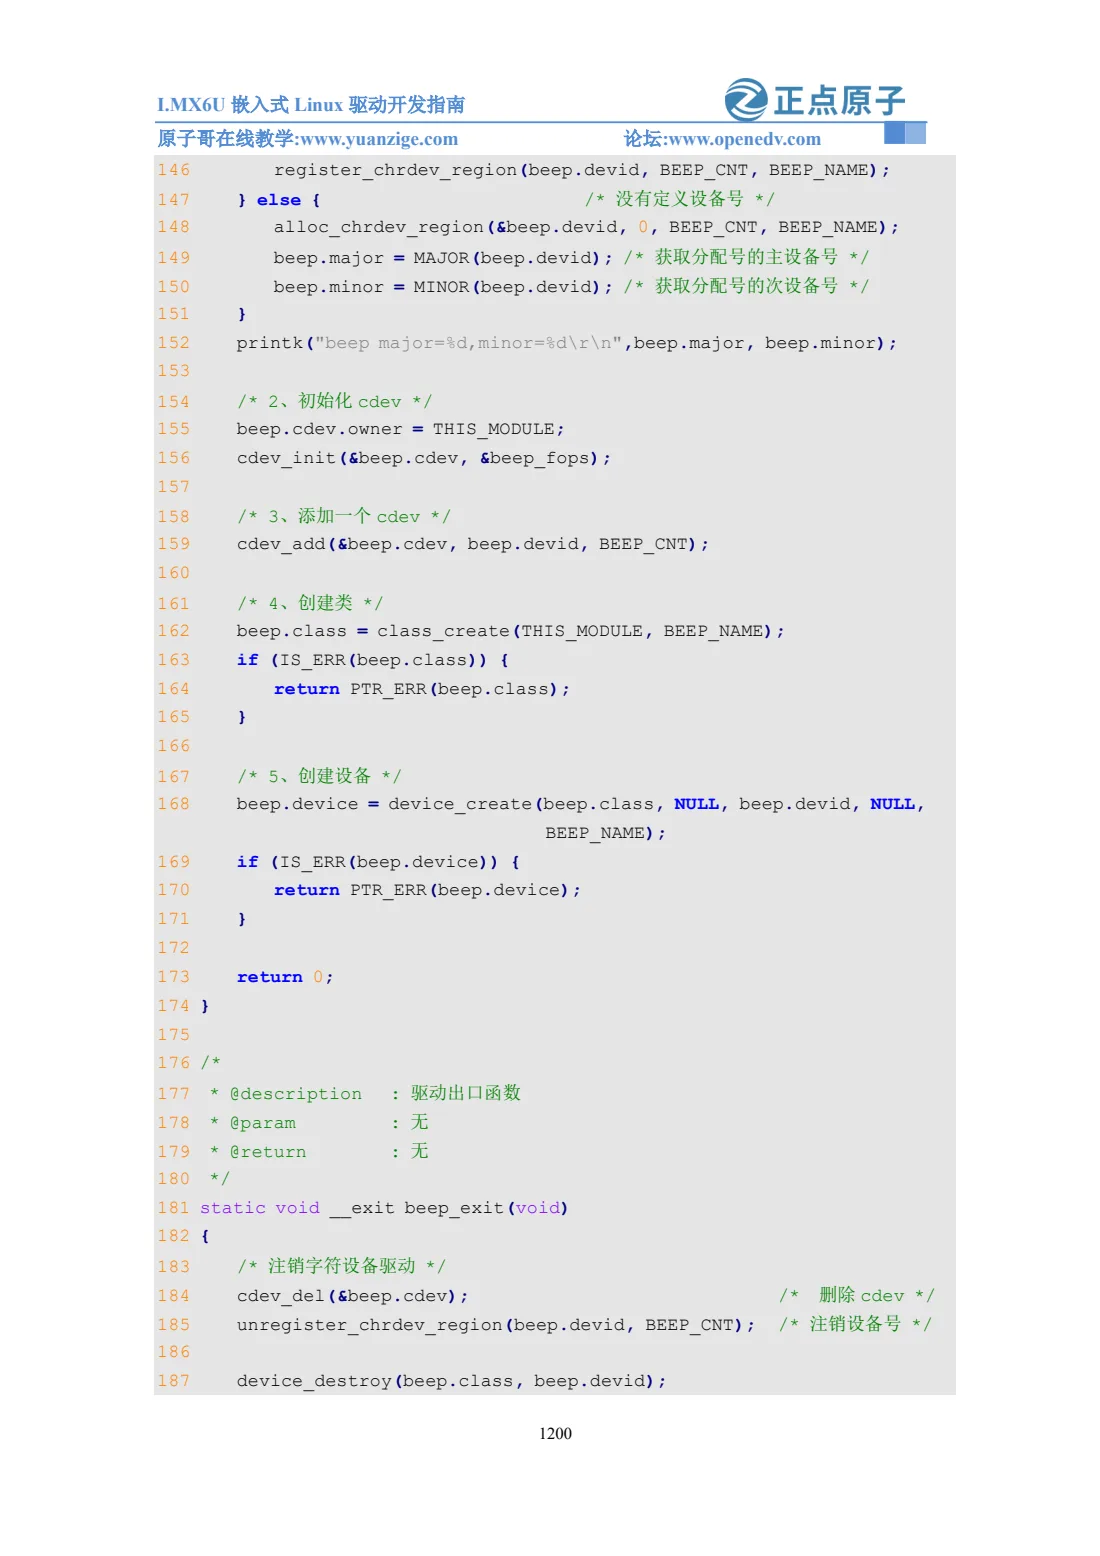 I.MX6U 嵌入式 Linux 驱动开发指南
正点原子
原子哥在线教学:www.yuanzige.com 论坛:www.openedv.com
146 register_chrdev_region(beep.devid, BEEP_CNT, BEEP_NAME);
147 } else { /* 没有定义设备号 */
148 alloc_chrdev_region(&beep.devid, 0, BEEP_CNT, BEEP_NAME);
149 beep.major = MAJOR(beep.devid); /* 获取分配号的主设备号 */
150 beep.minor = MINOR(beep.devid); /* 获取分配号的次设备号 */
151 }
152 printk("beep major=%d,minor=%d\r\n",beep.major, beep.minor);
153
154 /* 2、初始化 cdev */
155 beep.cdev.owner = THIS_MODULE;
156 cdev_init(&beep.cdev, &beep_fops);
157
158 /* 3、添加一个 cdev */
159 cdev_add(&beep.cdev, beep.devid, BEEP_CNT);
160
161 /* 4、创建类 */
162 beep.class = class_create(THIS_MODULE, BEEP_NAME);
163 if (IS_ERR(beep.class)) {
164 return PTR_ERR(beep.class);
165 }
166
167 /* 5、创建设备 */
168 beep.device = device_create(beep.class, NULL, beep.devid, NULL,
BEEP_NAME);
169 if (IS_ERR(beep.device)) {
170 return PTR_ERR(beep.device);
171 }
172
173 return 0;
174 }
175
176 /*
177 * @description : 驱动出口函数
178 * @param : 无
179 * @return : 无
180 */
181 static void __exit beep_exit(void)
182 {
183 /* 注销字符设备驱动 */
184 cdev_del(&beep.cdev); /* 删除 cdev */
185 unregister_chrdev_region(beep.devid, BEEP_CNT); /* 注销设备号 */
186
187 device_destroy(beep.class, beep.devid);
1200